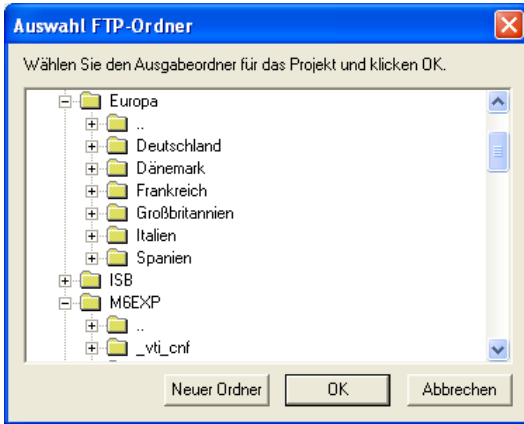 Auswahl FTP-Ordner
Wählen Sie den Ausgabeordner für das Projekt und klicken OK.
Europa
..
Deutschland
Dänemark
Frankreich
Großbritannien
Italien
Spanien
ISB
M6EXP
..
_vti_cnf
Neuer Ordner
OK
Abbrechen